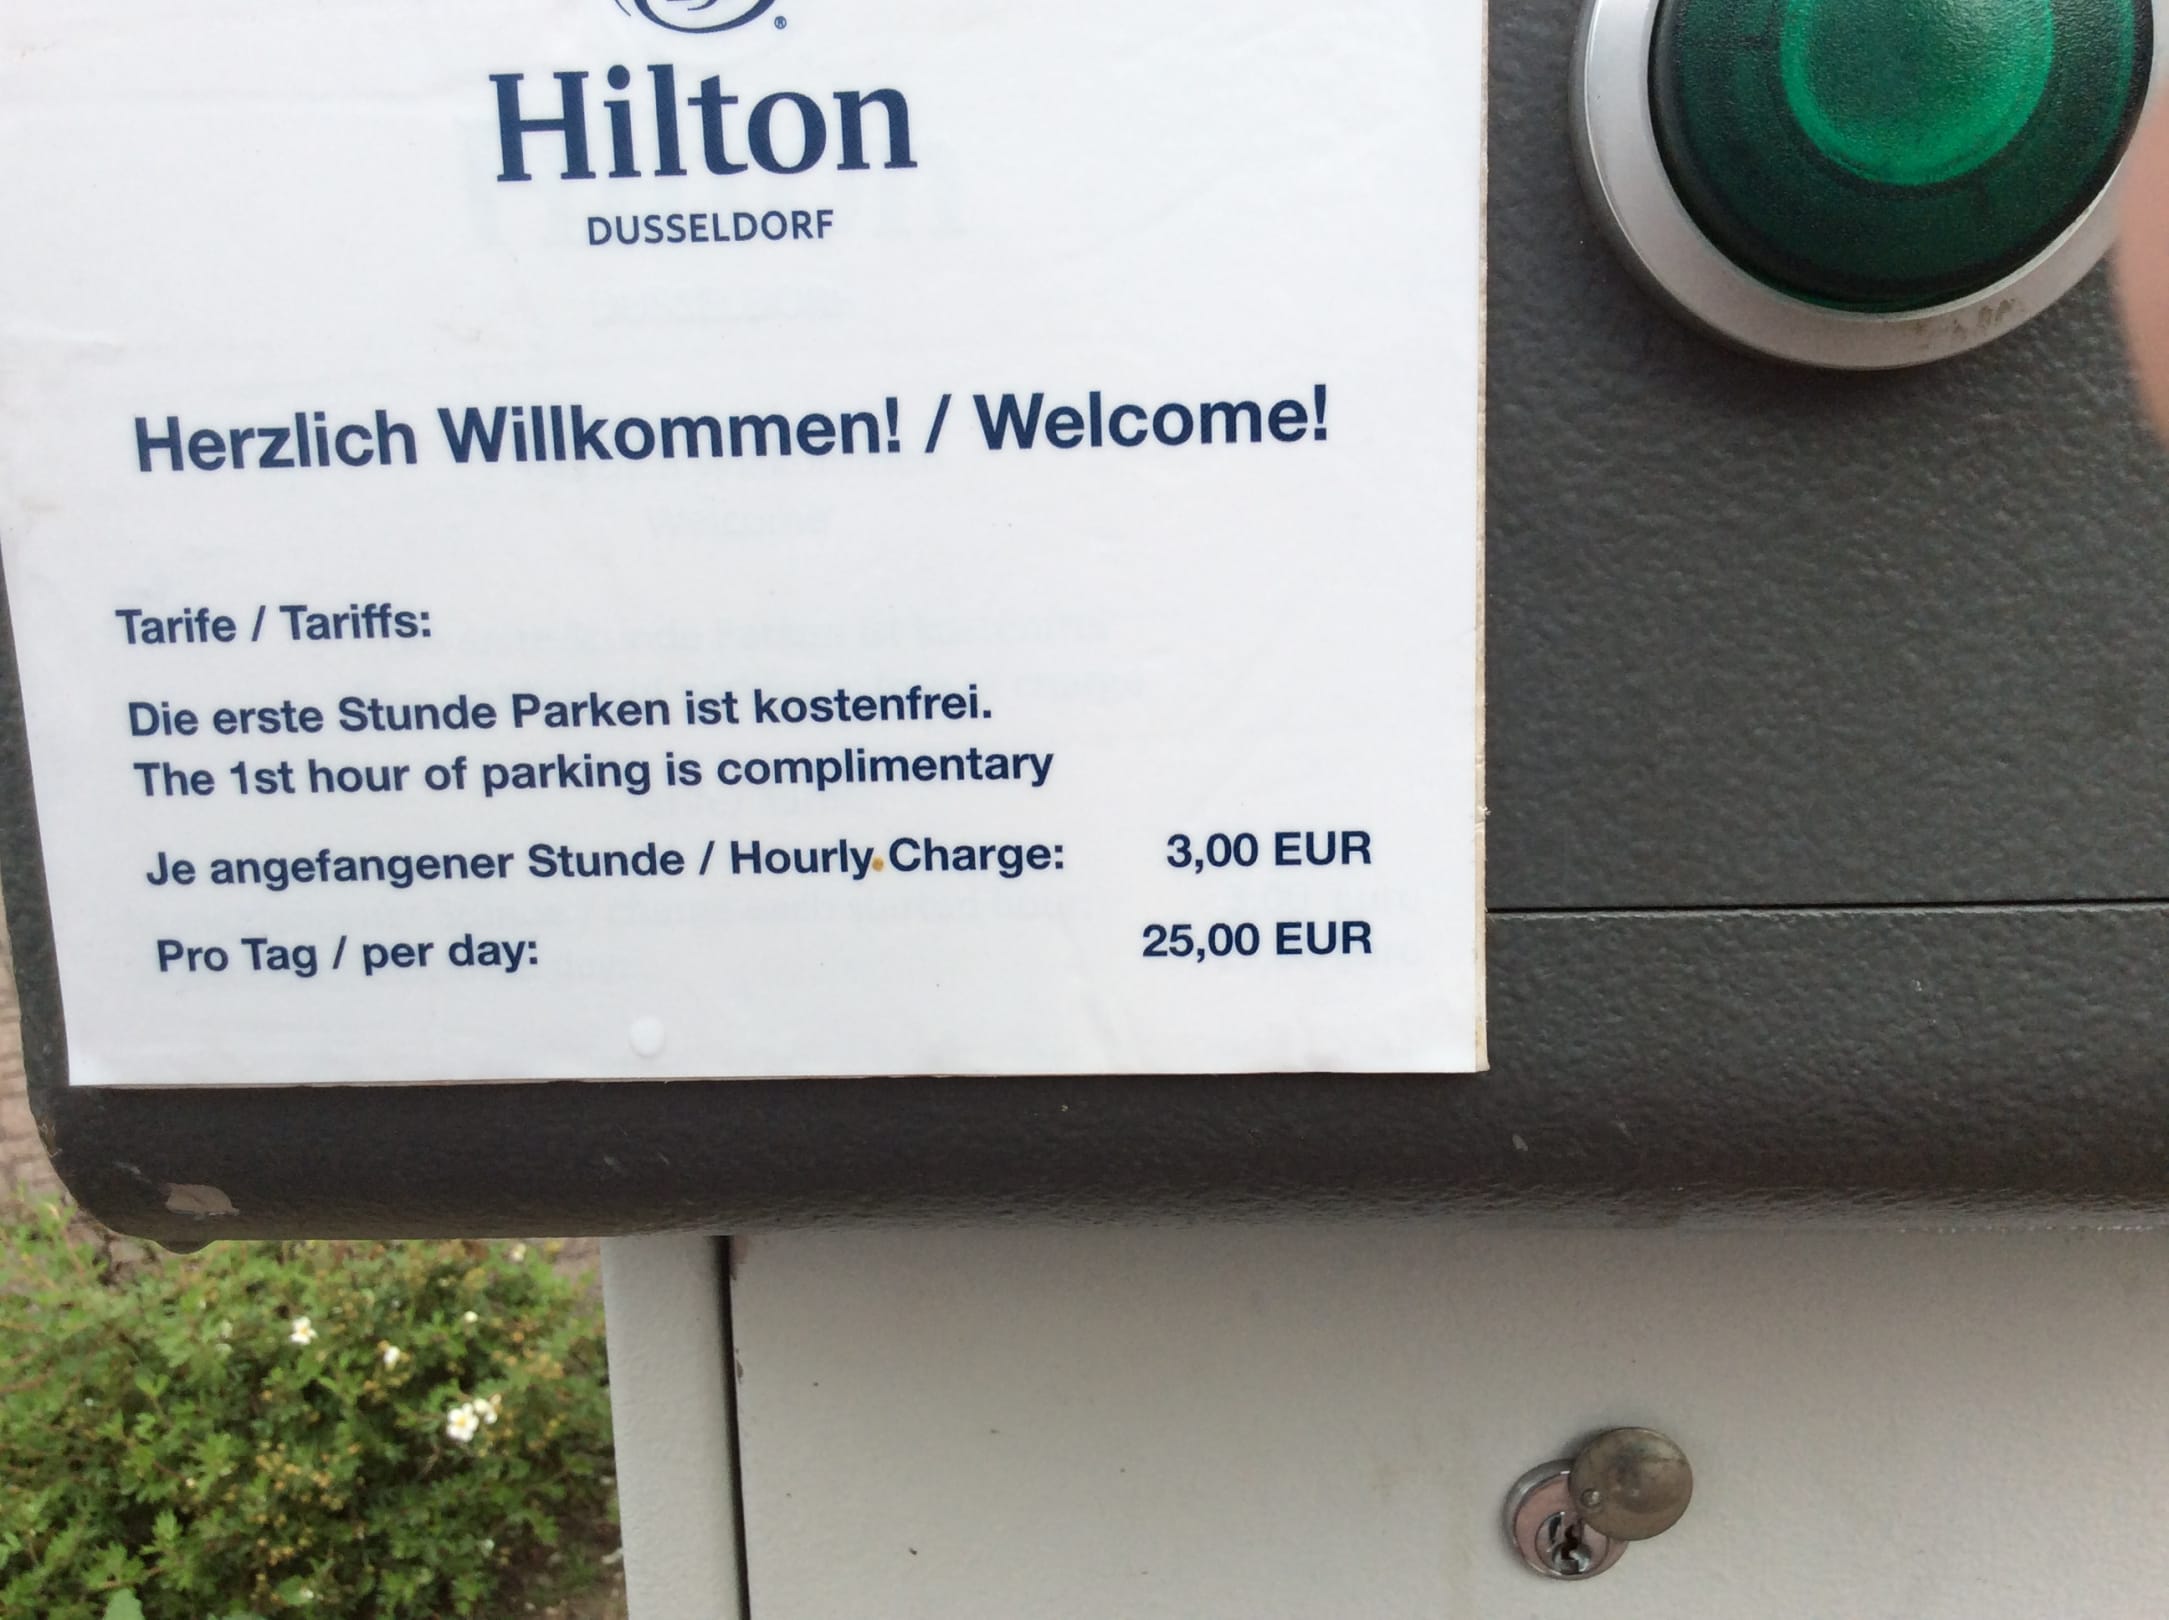 Hilton
DUSSELDORF
Herzlich Willkommen! / Welcome!
Tarife / Tariffs:
Die erste Stunde Parken ist kostenfrei.
The 1st hour of parking is complimentary
Je angefangener Stunde / Hourly Charge: 3,00 EUR
Pro Tag / per day: 25,00 EUR